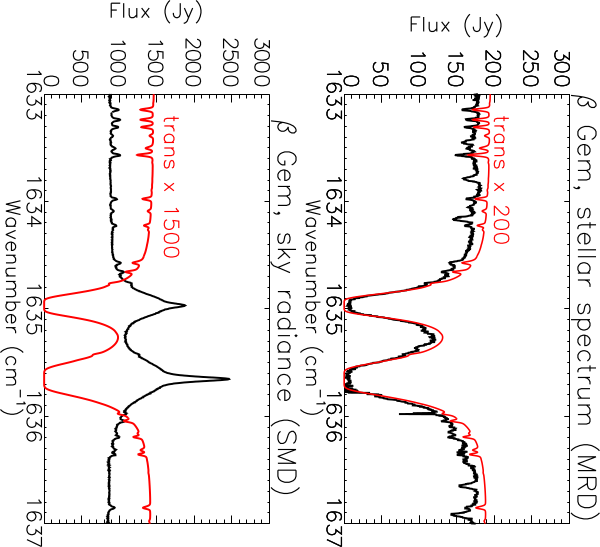 β Gem, stellar spectrum (MRD)
Flux (Jy)
300
250
200
150
100
50
0
trans x 200
1633 1634 1635 1636 1637
Wavenumber (cm⁻¹)
β Gem, sky radiance (SMD)
Flux (Jy)
3000
2500
2000
1500
1000
500
0
trans x 1500
1633 1634 1635 1636 1637
Wavenumber (cm⁻¹)